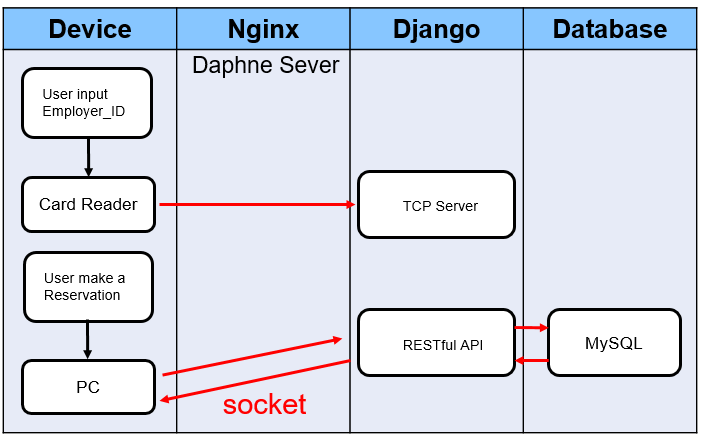 Device
Nginx
Django
Database
Daphne Sever
User input
Employer_ID
Card Reader
TCP Server
User make a
Reservation
RESTful API
MySQL
PC
socket